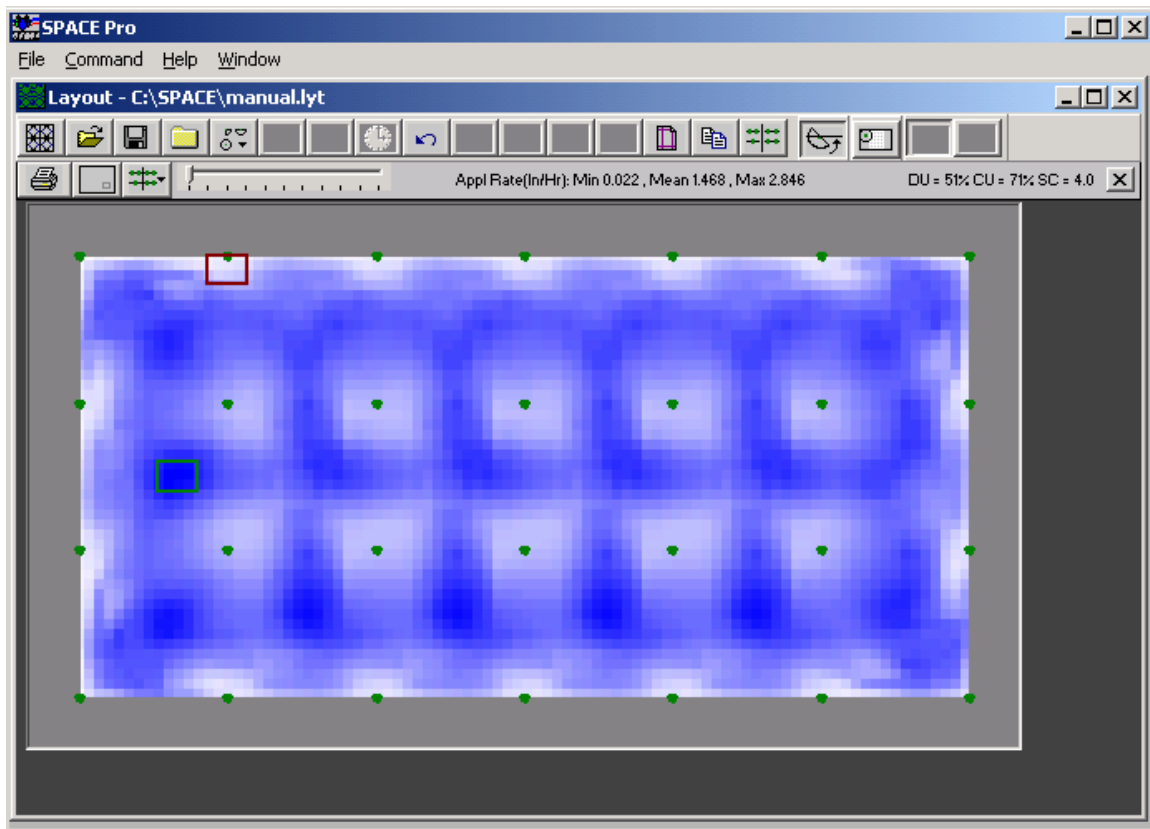 SPACE Pro
File Command Help Window
Layout - C:\SPACE\manual.lyt
Appl Rate(In/Hr): Min 0.022 , Mean 1.468 , Max 2.846 DU = 51% CU = 71% SC = 4.0